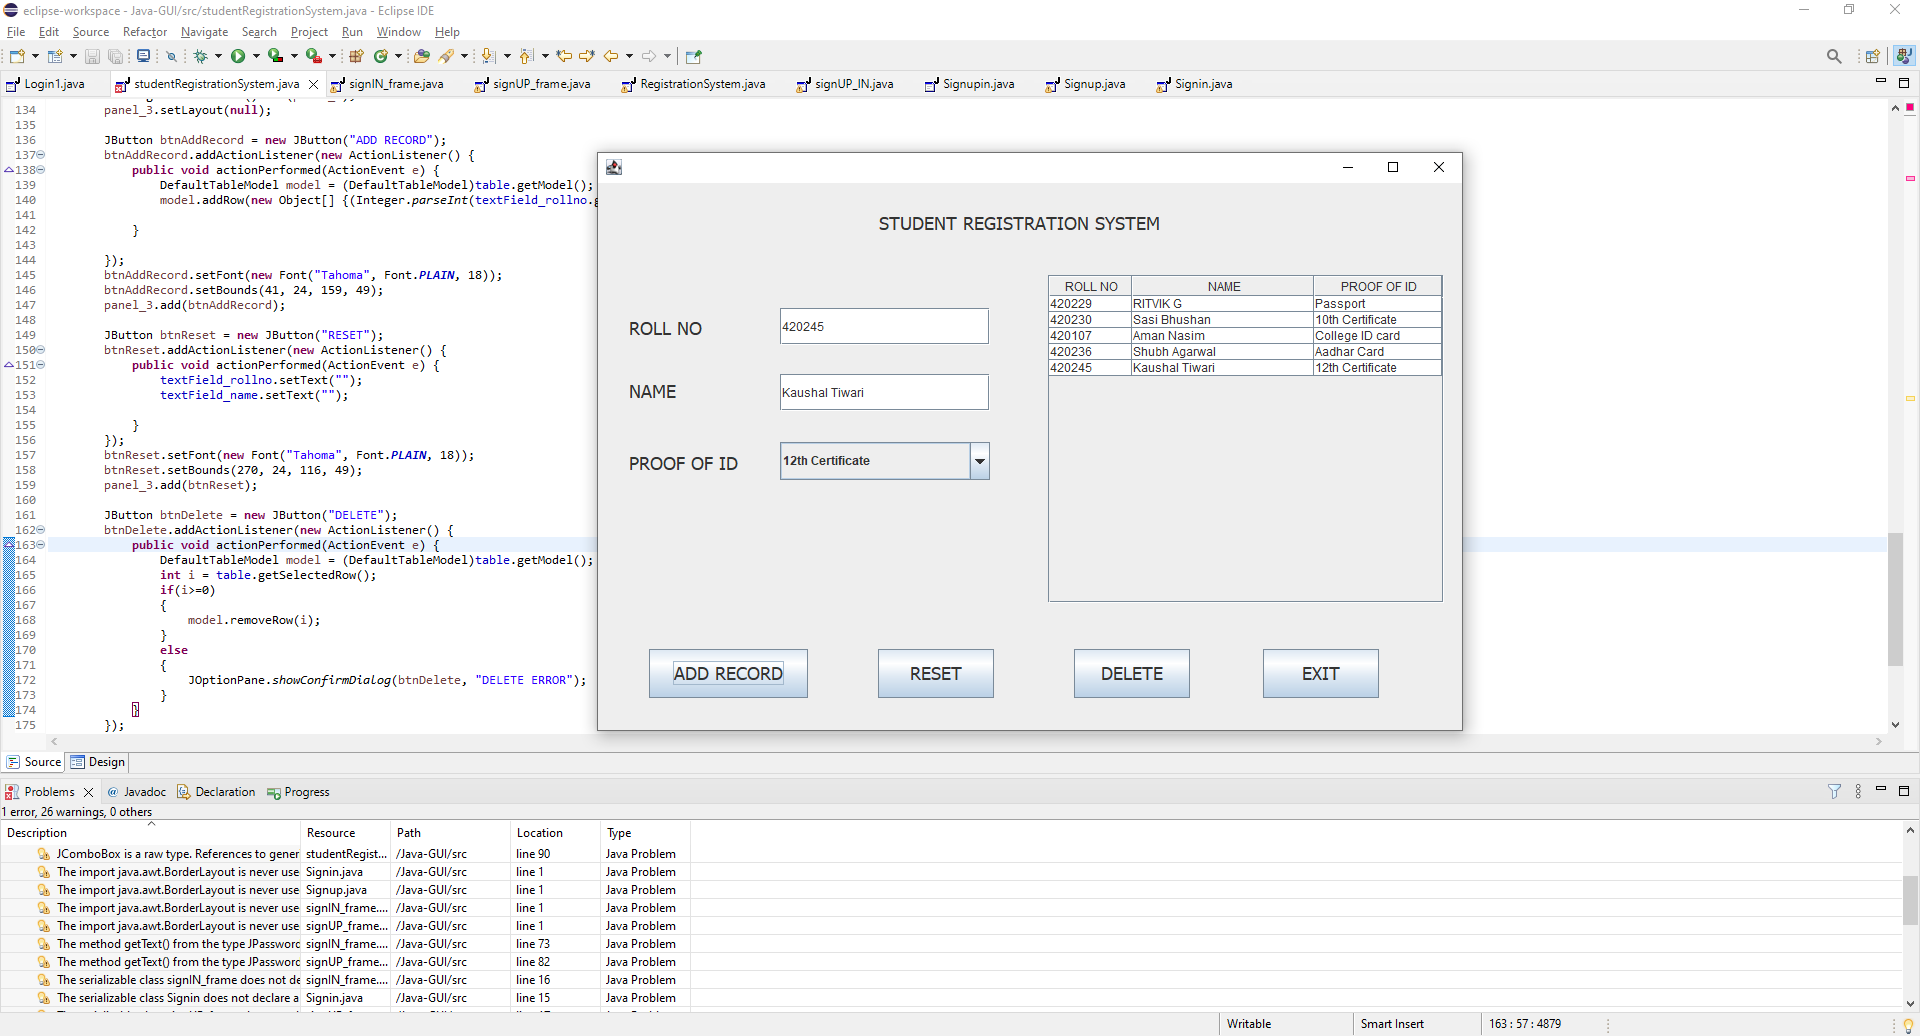 eclipse-workspace - Java-GUI/src/studentRegistrationSystem.java - Eclipse IDE
File Edit Source Refactor Navigate Search Project Run Window Help
Login1.java studentRegistrationSystem.java signIN_frame.java signUP_frame.java RegistrationSystem.java signUP_IN.java Signupin.java Signup.java Signin.java
134 panel_3.setLayout(null);
135
136 JButton btnAddRecord = new JButton("ADD RECORD");
137 btnAddRecord.addActionListener(new ActionListener() {
138 public void actionPerformed(ActionEvent e) {
139 DefaultTableModel model = (DefaultTableModel)table.getModel();
140 model.addRow(new Object[] {(Integer.parseInt(textField_rollno.g
141
142 }
143
144 });
145 btnAddRecord.setFont(new Font("Tahoma", Font.PLAIN, 18));
146 btnAddRecord.setBounds(41, 24, 159, 49);
147 panel_3.add(btnAddRecord);
148
149 JButton btnReset = new JButton("RESET");
150 btnReset.addActionListener(new ActionListener() {
151 public void actionPerformed(ActionEvent e) {
152 textField_rollno.setText("");
153 textField_name.setText("");
154
155 }
156 });
157 btnReset.setFont(new Font("Tahoma", Font.PLAIN, 18));
158 btnReset.setBounds(270, 24, 116, 49);
159 panel_3.add(btnReset);
160
161 JButton btnDelete = new JButton("DELETE");
162 btnDelete.addActionListener(new ActionListener() {
163 public void actionPerformed(ActionEvent e) {
164 DefaultTableModel model = (DefaultTableModel)table.getModel();
165 int i = table.getSelectedRow();
166 if(i>=0)
167 {
168 model.removeRow(i);
169 }
170 else
171 {
172 JOptionPane.showConfirmDialog(btnDelete, "DELETE ERROR");
173 }
174 }
175 });
STUDENT REGISTRATION SYSTEM
ROLL NO 420245
NAME Kaushal Tiwari
PROOF OF ID 12th Certificate
ROLL NO NAME PROOF OF ID
420229 RITVIK G Passport
420230 Sasi Bhushan 10th Certificate
420107 Aman Nasim College ID card
420236 Shubh Agarwal Aadhar Card
420245 Kaushal Tiwari 12th Certificate
ADD RECORD RESET DELETE EXIT
Source Design
Problems Javadoc Declaration Progress
1 error, 26 warnings, 0 others
Description Resource Path Location Type
JComboBox is a raw type. References to gener studentRegist... /Java-GUI/src line 90 Java Problem
The import java.awt.BorderLayout is never use Signin.java /Java-GUI/src line 1 Java Problem
The import java.awt.BorderLayout is never use Signup.java /Java-GUI/src line 1 Java Problem
The import java.awt.BorderLayout is never use signIN_frame.... /Java-GUI/src line 1 Java Problem
The import java.awt.BorderLayout is never use signUP_frame... /Java-GUI/src line 1 Java Problem
The method getText() from the type JPassword signIN_frame.... /Java-GUI/src line 73 Java Problem
The method getText() from the type JPassword signUP_frame... /Java-GUI/src line 82 Java Problem
The serializable class signIN_frame does not de signIN_frame.... /Java-GUI/src line 16 Java Problem
The serializable class Signin does not declare a Signin.java /Java-GUI/src line 15 Java Problem
Writable Smart Insert 163 : 57 : 4879